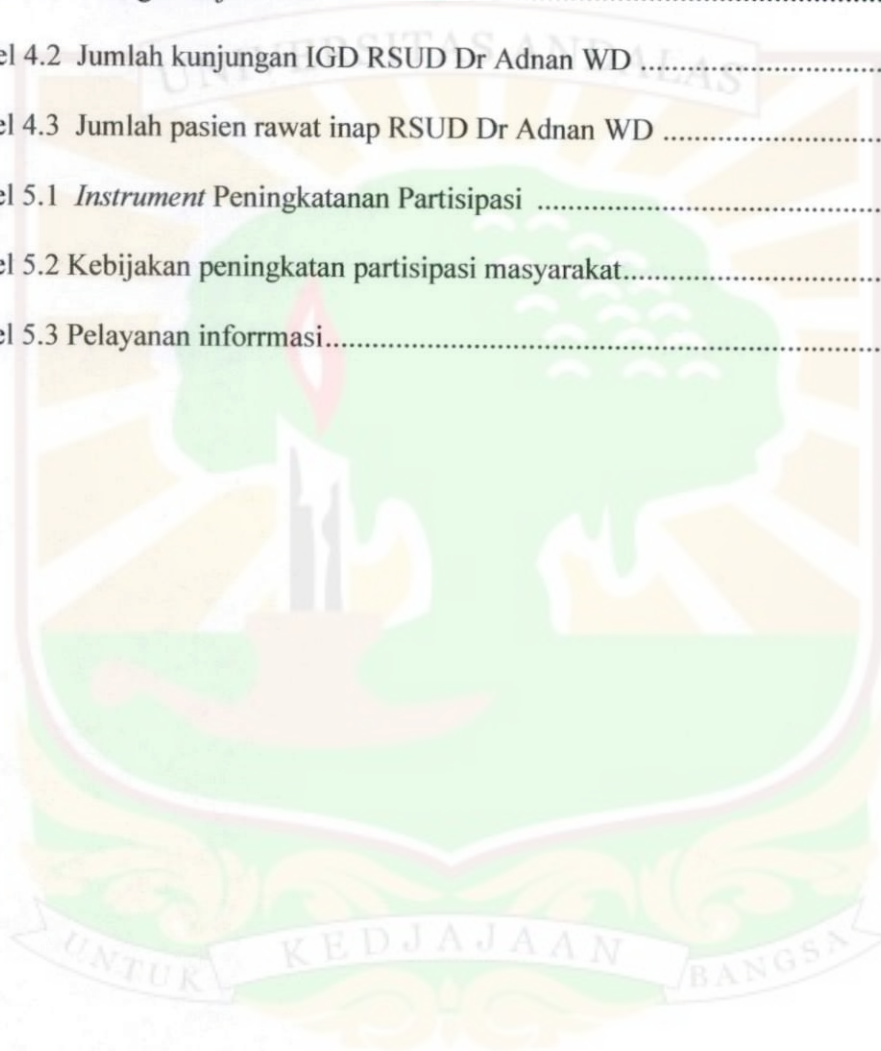 UNIVERSITAS ANDALAS
el 4.2 Jumlah kunjungan IGD RSUD Dr Adnan WD ................................
el 4.3 Jumlah pasien rawat inap RSUD Dr Adnan WD .............................
el 5.1 Instrument Peningkatanan Partisipasi .............................................
el 5.2 Kebijakan peningkatan partisipasi masyarakat..................................
el 5.3 Pelayanan inforrmasi.........................................................................
UNTUK KEDJAJAAN BANGSA